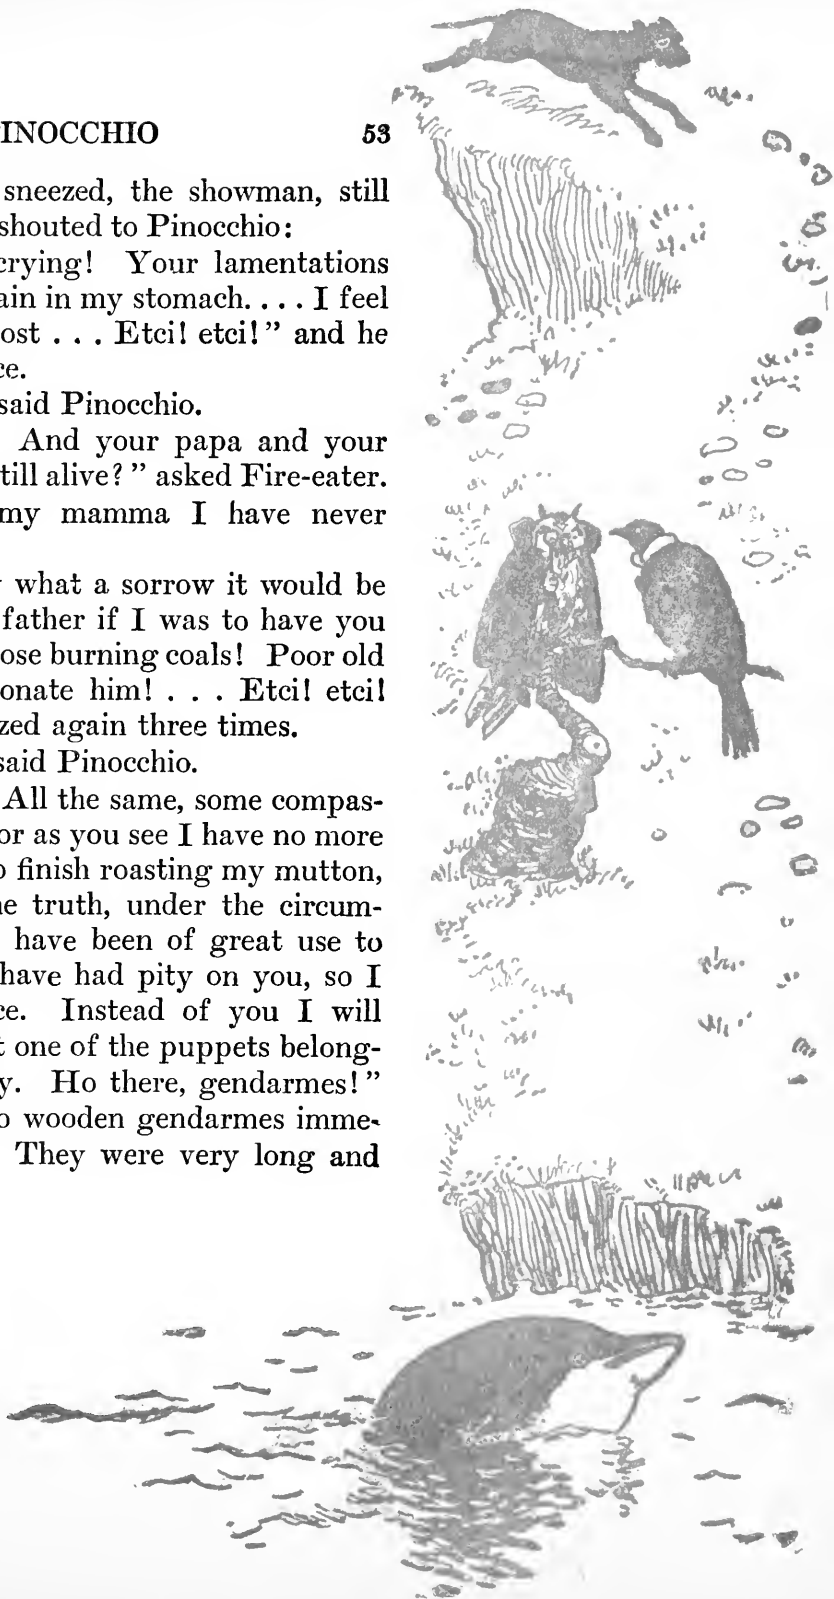 INOCCHIO 53
sneezed, the showman, still
shouted to Pinocchio:
crying! Your lamentations
ain in my stomach. . . . I feel
ost . . . Etci! etci!” and he
ce.
said Pinocchio.
And your papa and your
till alive?” asked Fire-eater.
my mamma I have never
what a sorrow it would be
father if I was to have you
ose burning coals! Poor old
onate him! . . . Etci! etci!
zed again three times.
said Pinocchio.
All the same, some compas-
or as you see I have no more
o finish roasting my mutton,
e truth, under the circum-
have been of great use to
have had pity on you, so I
ce. Instead of you I will
t one of the puppets belong-
y. Ho there, gendarmes!”
o wooden gendarmes imme-
They were very long and